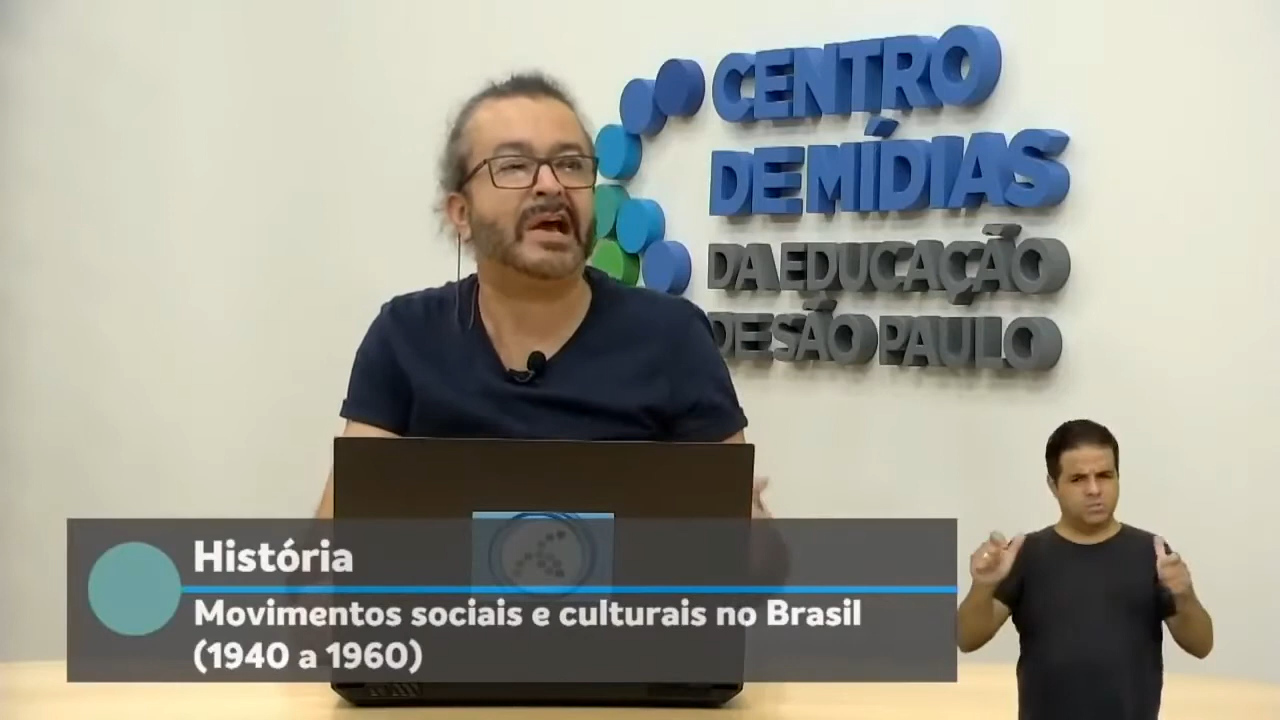 CENTRO
DE MÍDIAS
DA EDUCAÇÃO
DE SÃO PAULO
História
Movimentos sociais e culturais no Brasil
(1940 a 1960)